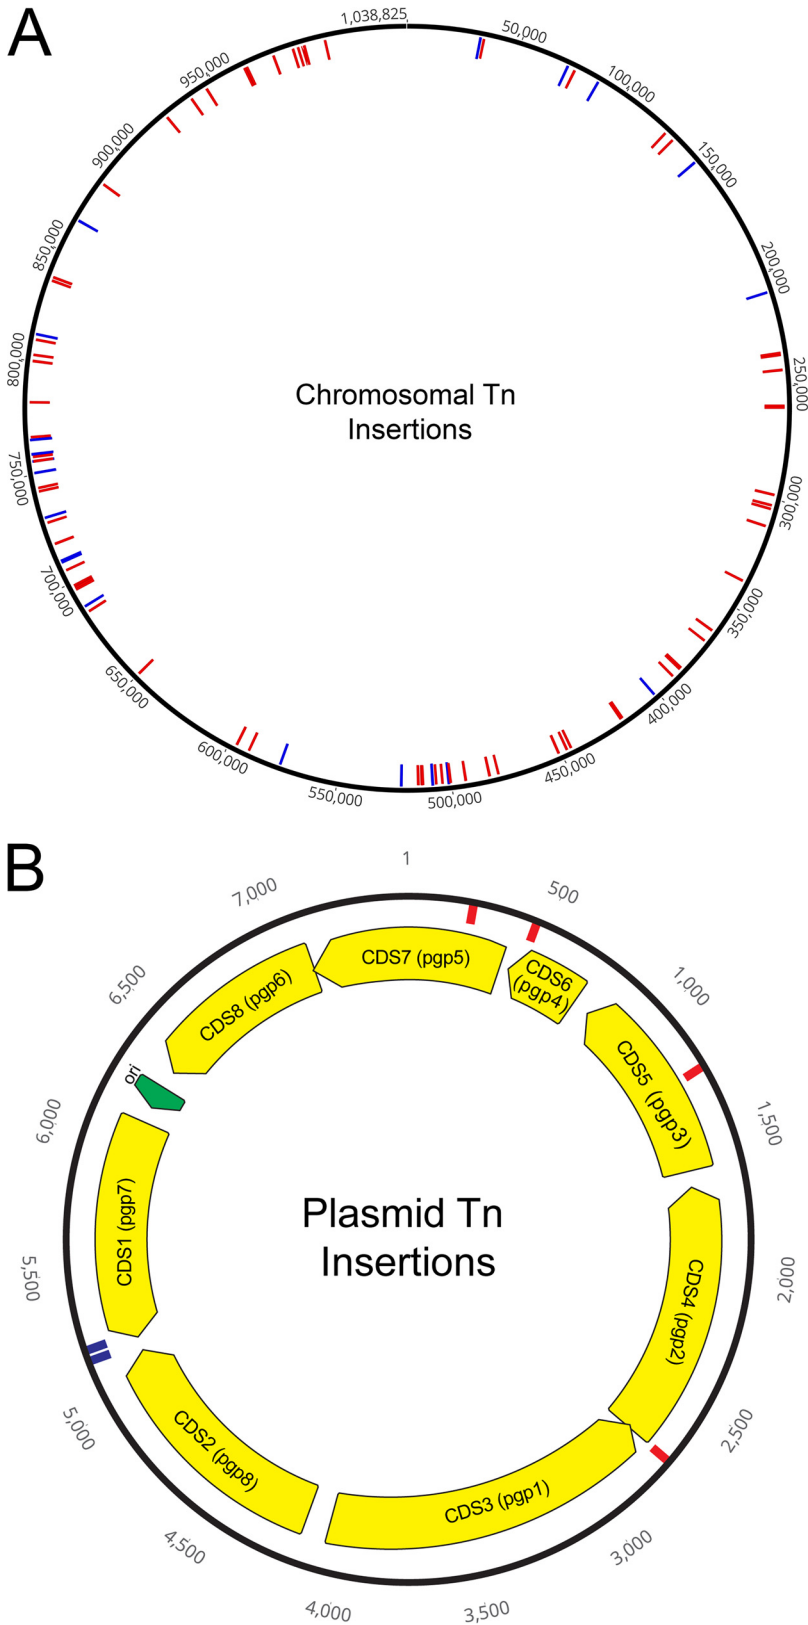 A
1,038,825
50,000
100,000
150,000
200,000
250,000
300,000
350,000
400,000
450,000
500,000
550,000
600,000
650,000
700,000
750,000
800,000
850,000
900,000
950,000
Chromosomal Tn
Insertions
B
1
500
1,000
1,500
2,000
2,500
3,000
3,500
4,000
4,500
5,000
5,500
6,000
6,500
7,000
CDS7 (pgp5)
CDS6
(pgp4)
CDS5 (pgp3)
CDS4 (pgp2)
CDS3 (pgp1)
CDS2 (pgp8)
CDS1 (pgp7)
ori
CDS8 (pgp6)
Plasmid Tn
Insertions